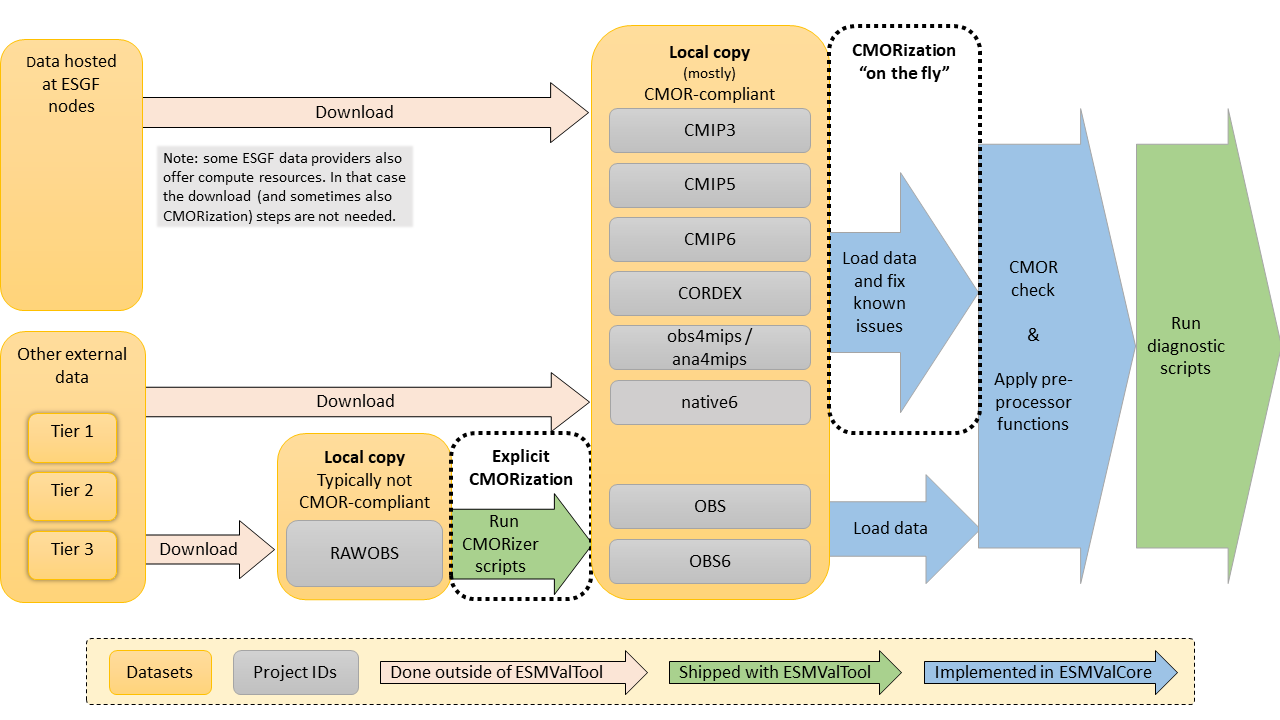 Data hosted
at ESGF
nodes
Download
Note: some ESGF data providers also
offer compute resources. In that case
the download (and sometimes also
CMORization) steps are not needed.
Other external
data
Tier 1
Tier 2
Tier 3
Download
Download
Local copy
Typically not
CMOR-compliant
RAWOBS
Explicit
CMORization
Run
CMORizer
scripts
Local copy
(mostly)
CMOR-compliant
CMIP3
CMIP5
CMIP6
CORDEX
obs4mips /
ana4mips
native6
OBS
OBS6
CMORization
“on the fly”
Load data
and fix
known
issues
Load data
CMOR
check
&
Apply pre-
processor
functions
Run
diagnostic
scripts
Datasets
Project IDs
Done outside of ESMValTool
Shipped with ESMValTool
Implemented in ESMValCore